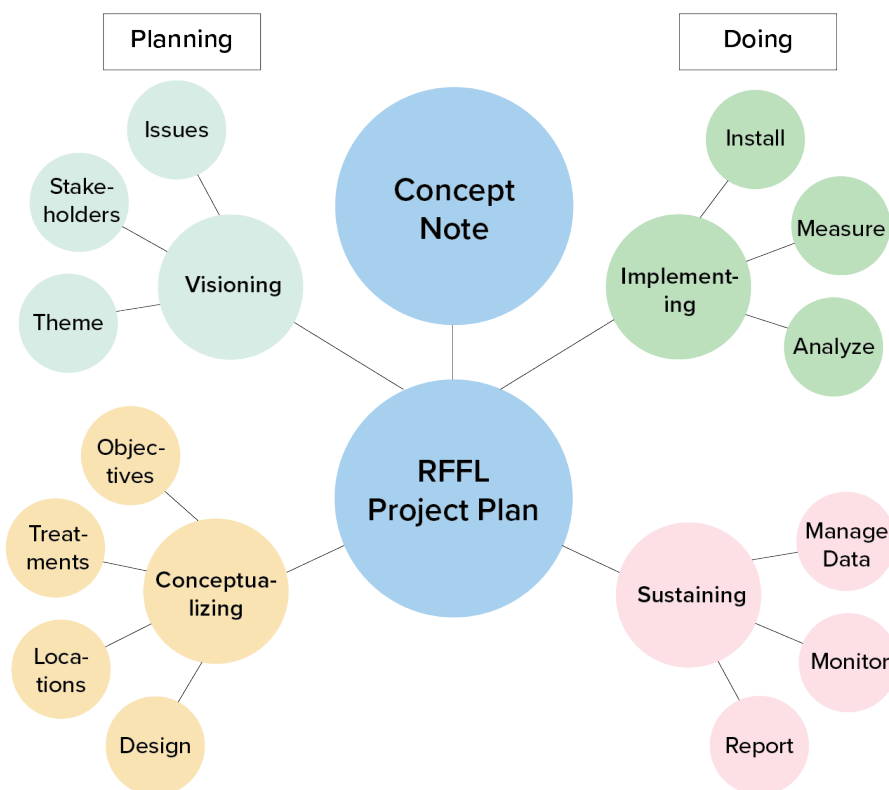 Planning
Doing
Concept
Note
Issues
Stake-
holders
Theme
Visioning
Install
Measure
Analyze
Implement-
ing
RFFL
Project Plan
Objec-
tives
Treat-
ments
Loca-
tions
Design
Conceptua-
lizing
Sustaining
Manage
Data
Monitor
Report